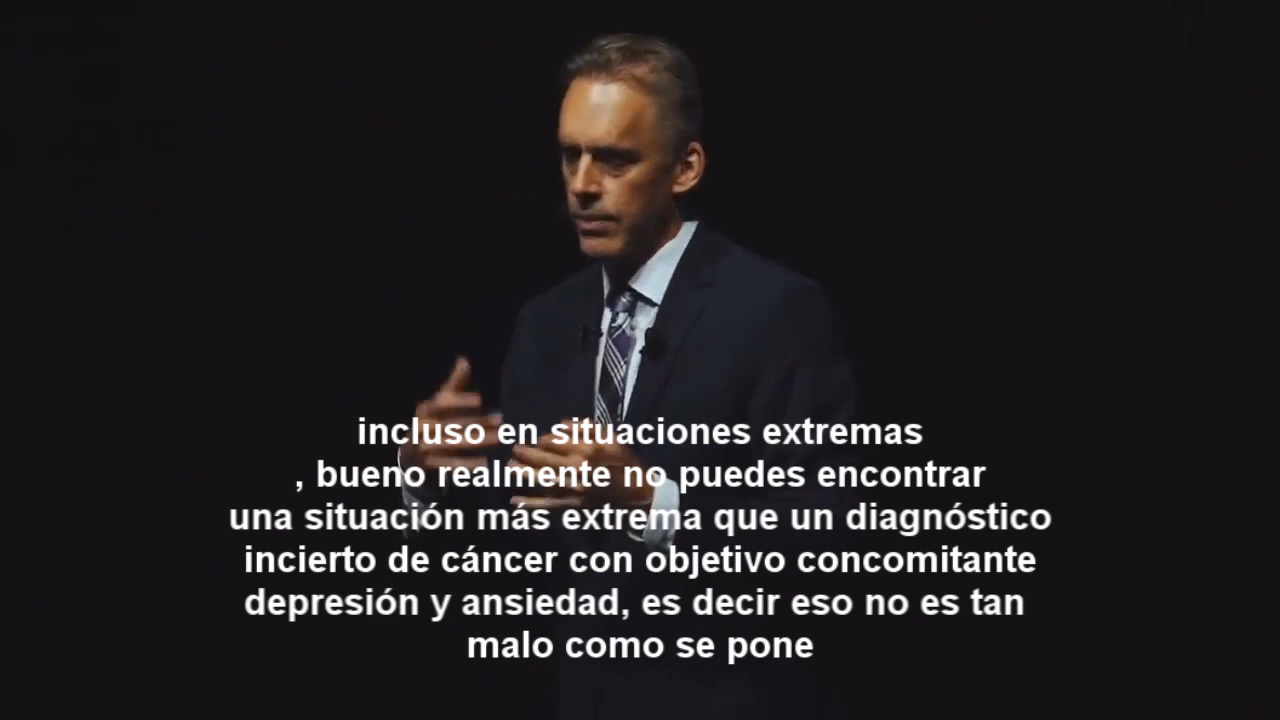 incluso en situaciones extremas
, bueno realmente no puedes encontrar
una situación más extrema que un diagnóstico
incierto de cáncer con objetivo concomitante
depresión y ansiedad, es decir eso no es tan
malo como se pone